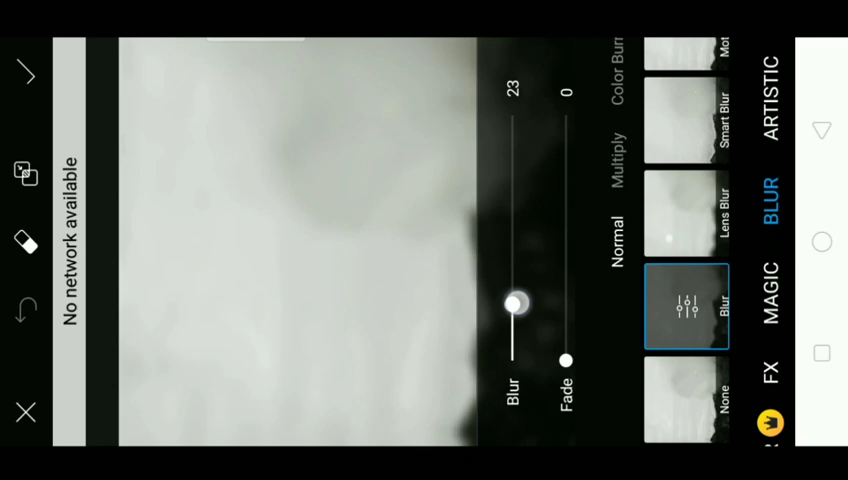 No network available
Blur 23
Fade 0
Normal Multiply Color Burn
None Blur Lens Blur Smart Blur Mot
FX MAGIC BLUR ARTISTIC